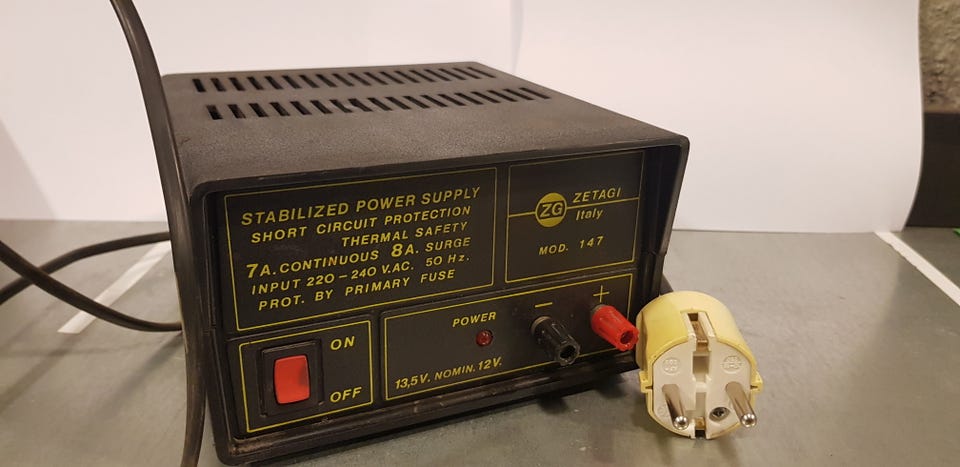 STABILIZED POWER SUPPLY
SHORT CIRCUIT PROTECTION
THERMAL SAFETY
7A. CONTINUOUS 8A. SURGE
INPUT 220-240 V.AC. 50 Hz.
PROT. BY PRIMARY FUSE
ZG ZETAGI
Italy
MOD. 147
ON
OFF
POWER
- +
13,5V. NOMIN. 12V.